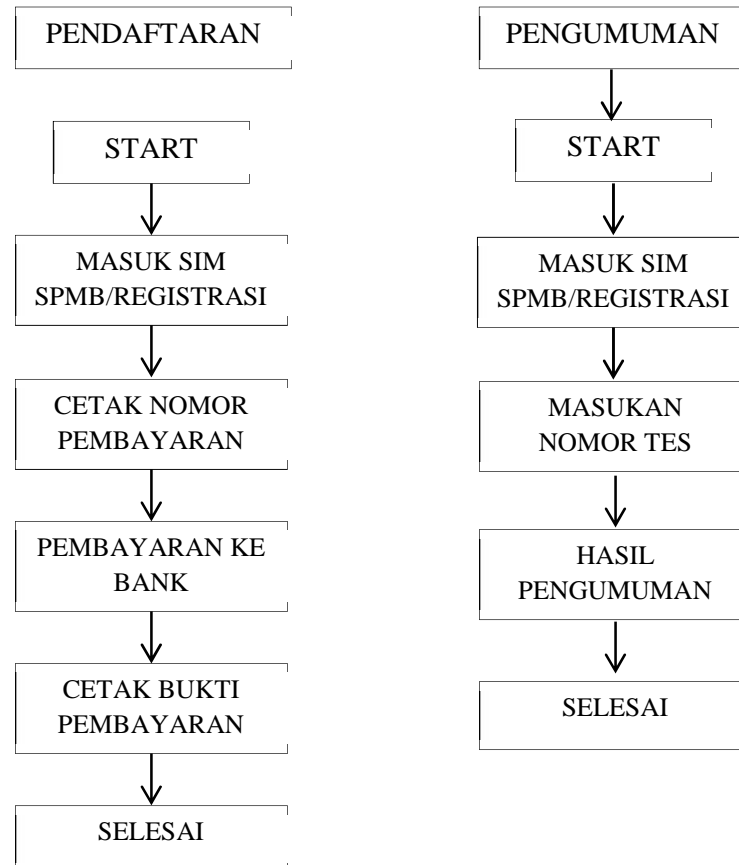 PENDAFTARAN
START
MASUK SIM
SPMB/REGISTRASI
CETAK NOMOR
PEMBAYARAN
PEMBAYARAN KE
BANK
CETAK BUKTI
PEMBAYARAN
SELESAI
PENGUMUMAN
START
MASUK SIM
SPMB/REGISTRASI
MASUKAN
NOMOR TES
HASIL
PENGUMUMAN
SELESAI